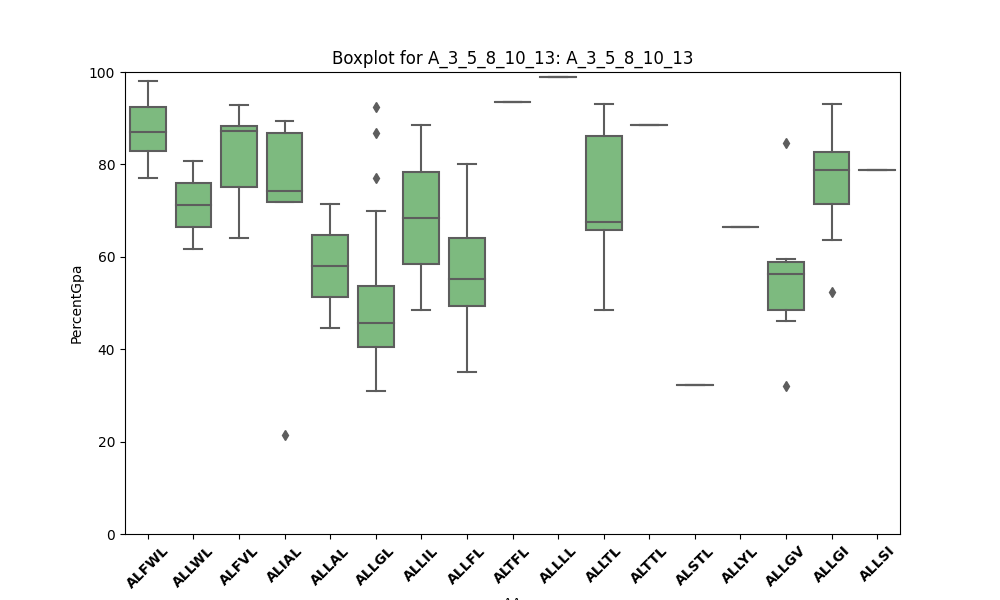 Boxplot for A_3_5_8_10_13: A_3_5_8_10_13
100
80
60
40
20
0
PercentGpa
ALFWL ALLWL ALFVL ALIAL ALLAL ALLGL ALLIL ALLFL ALTFL ALLLL ALLTL ALTTL ALSTL ALLYL ALLGV ALLGI ALLSI